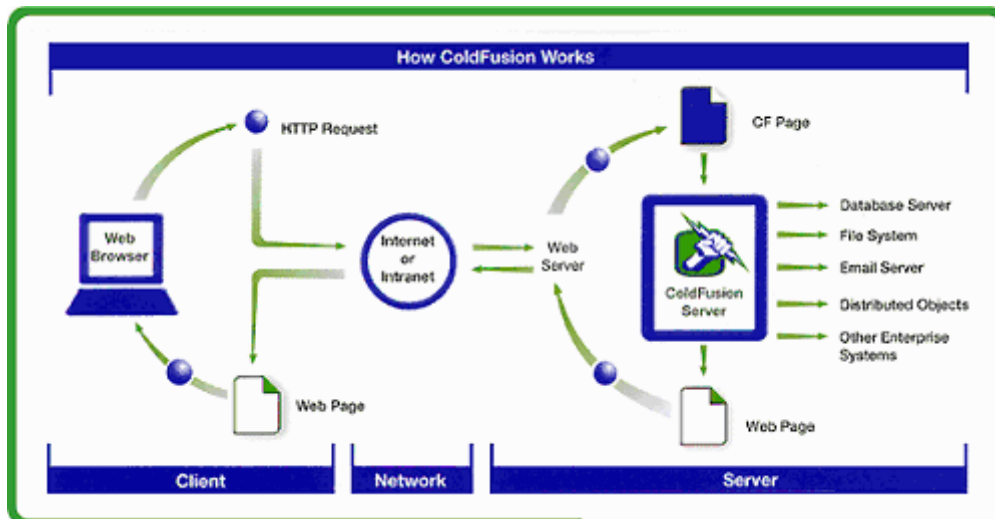 How ColdFusion Works
HTTP Request
CF Page
Web
Browser
Internet
or
Intranet
Web
Server
ColdFusion
Server
Database Server
File System
Email Server
Distributed Objects
Other Enterprise
Systems
Web Page
Web Page
Client
Network
Server